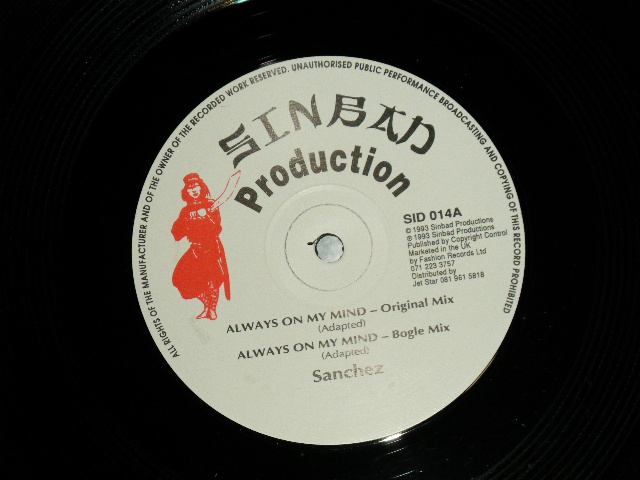 ALL RIGHTS OF THE MANUFACTURER AND OF THE OWNER OF THE RECORDED WORK RESERVED. UNAUTHORISED PUBLIC PERFORMANCE BROADCASTING AND COPYING OF THIS RECORD PROHIBITED
SINBAD
Production
SID 014A
© 1993 Sinbad Productions
℗ 1993 Sinbad Productions
Published by Copyright Control
Marketed in the UK
by Fashion Records Ltd
071 223 3757
Distributed by
Jet Star 081 961 5818
ALWAYS ON MY MIND – Original Mix
(Adapted)
ALWAYS ON MY MIND – Bogle Mix
(Adapted)
Sanchez